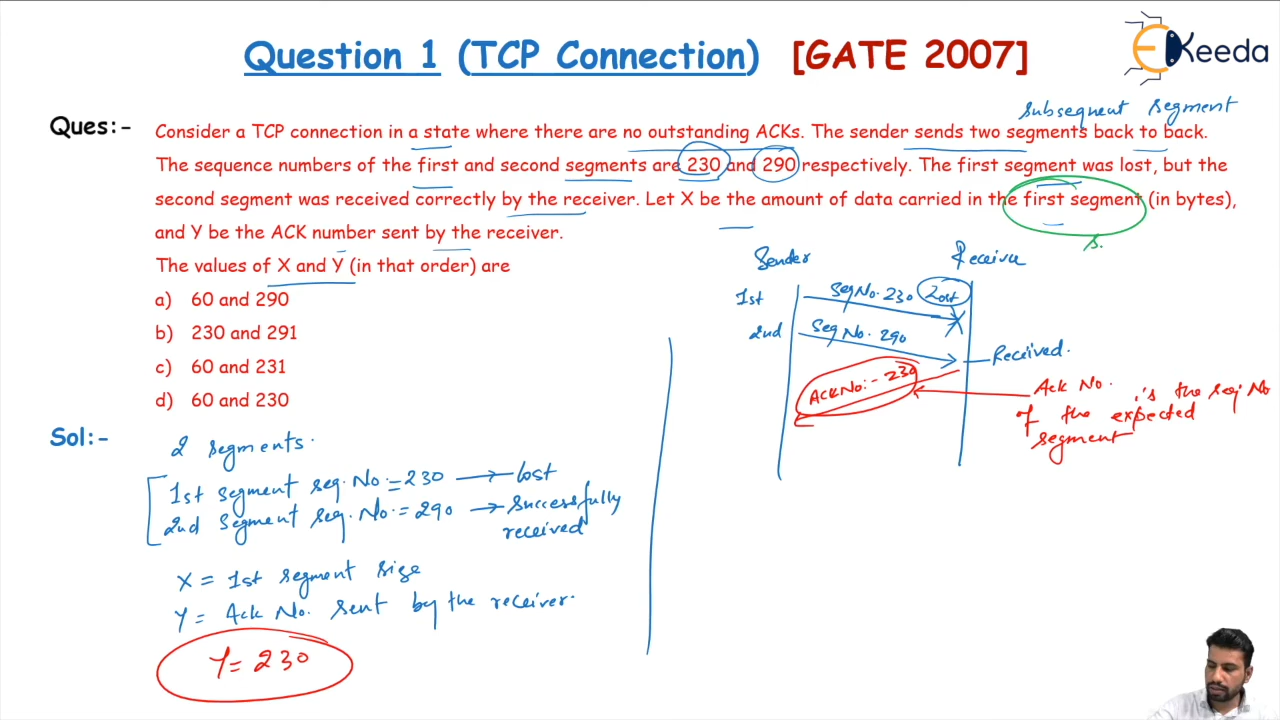 Question 1 (TCP Connection) [GATE 2007]
EKeeda
subsequent segment
Ques:- Consider a TCP connection in a state where there are no outstanding ACKs. The sender sends two segments back to back.
The sequence numbers of the first and second segments are 230 and 290 respectively. The first segment was lost, but the
second segment was received correctly by the receiver. Let X be the amount of data carried in the first segment (in bytes),
and Y be the ACK number sent by the receiver.
s.
The values of X and Y (in that order) are
a) 60 and 290
b) 230 and 291
c) 60 and 231
d) 60 and 230
Sol:- 2 segments.
1st segment seq. No. = 230 → lost
2nd segment seq. No. = 290 → successfully
received
X = 1st segment size
Y = Ack No. sent by the receiver.
Y = 230
Sender Receiver
1st Seq No. 230 Lost
2nd Seq No. 290
Received.
ACK No:- 230
Ack No. is the seq No
of the expected
segment